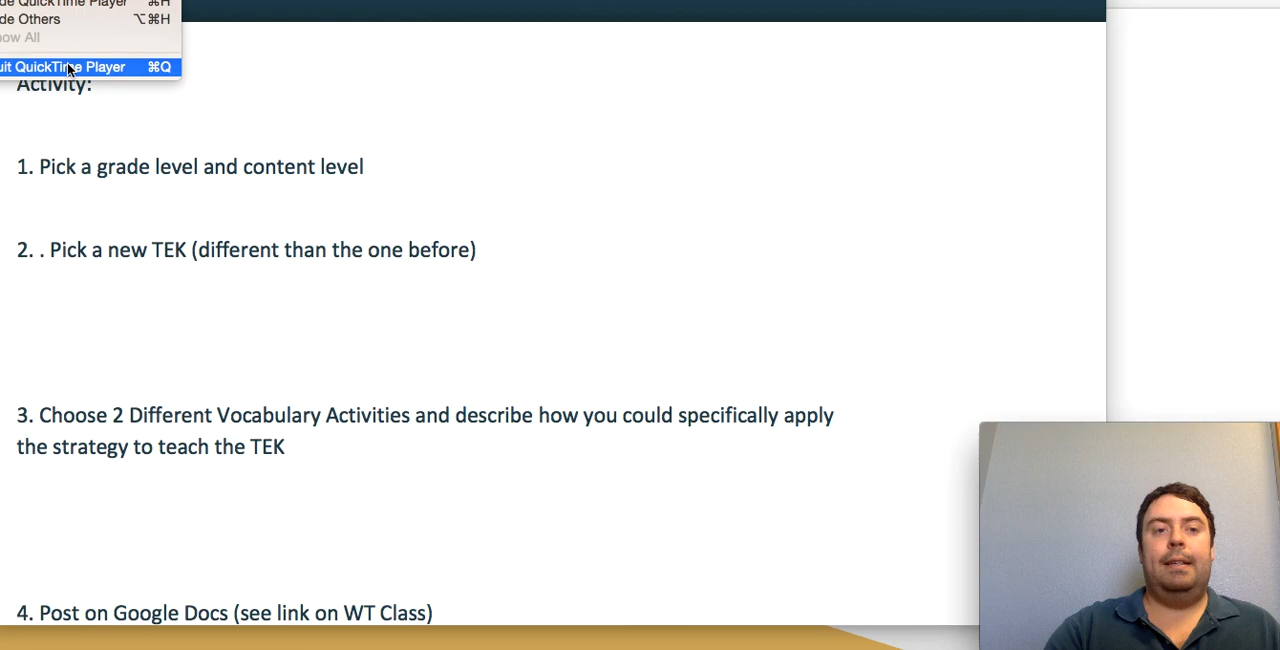 de QuickTime Player ⌘H
de Others ⌥⌘H
ow All
uit QuickTime Player ⌘Q
Activity:
1. Pick a grade level and content level
2. . Pick a new TEK (different than the one before)
3. Choose 2 Different Vocabulary Activities and describe how you could specifically apply
the strategy to teach the TEK
4. Post on Google Docs (see link on WT Class)